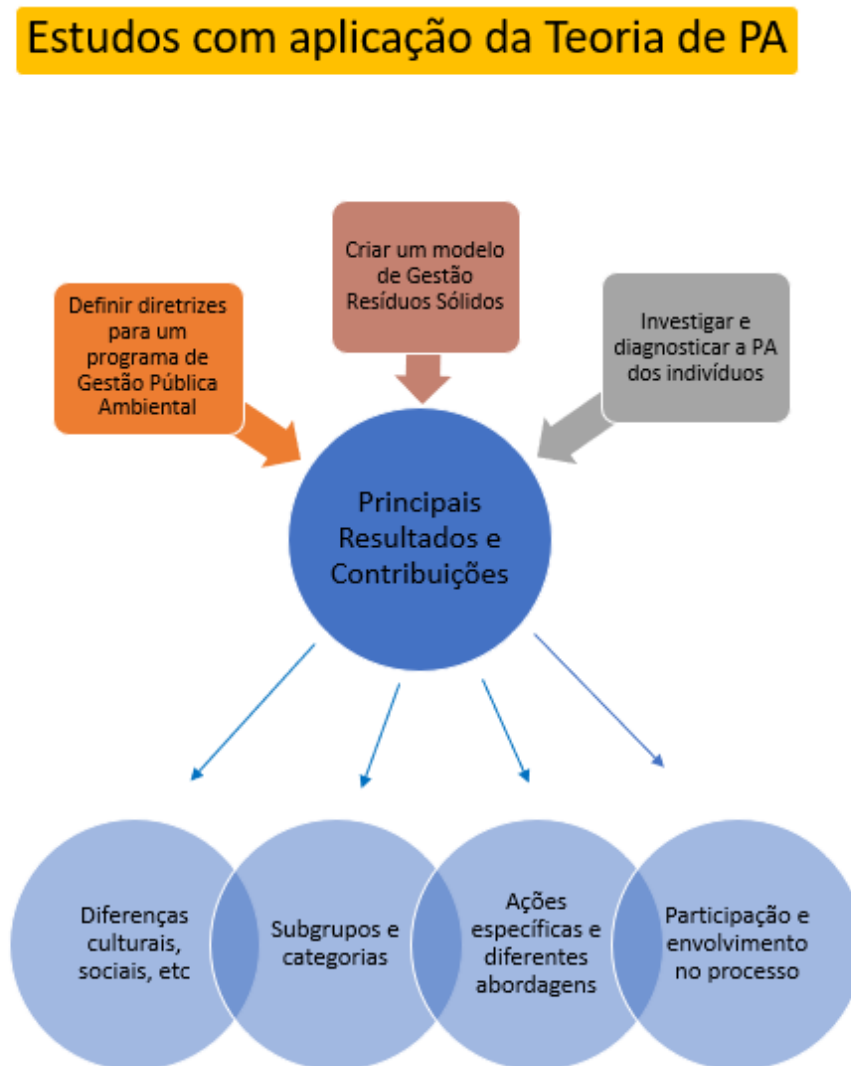 Estudos com aplicação da Teoria de PA
Criar um modelo
de Gestão
Resíduos Sólidos
Definir diretrizes
para um
programa de
Gestão Pública
Ambiental
Investigar e
diagnosticar a PA
dos indivíduos
Principais
Resultados e
Contribuições
Diferenças
culturais,
sociais, etc
Subgrupos e
categorias
Ações
específicas e
diferentes
abordagens
Participação e
envolvimento
no processo